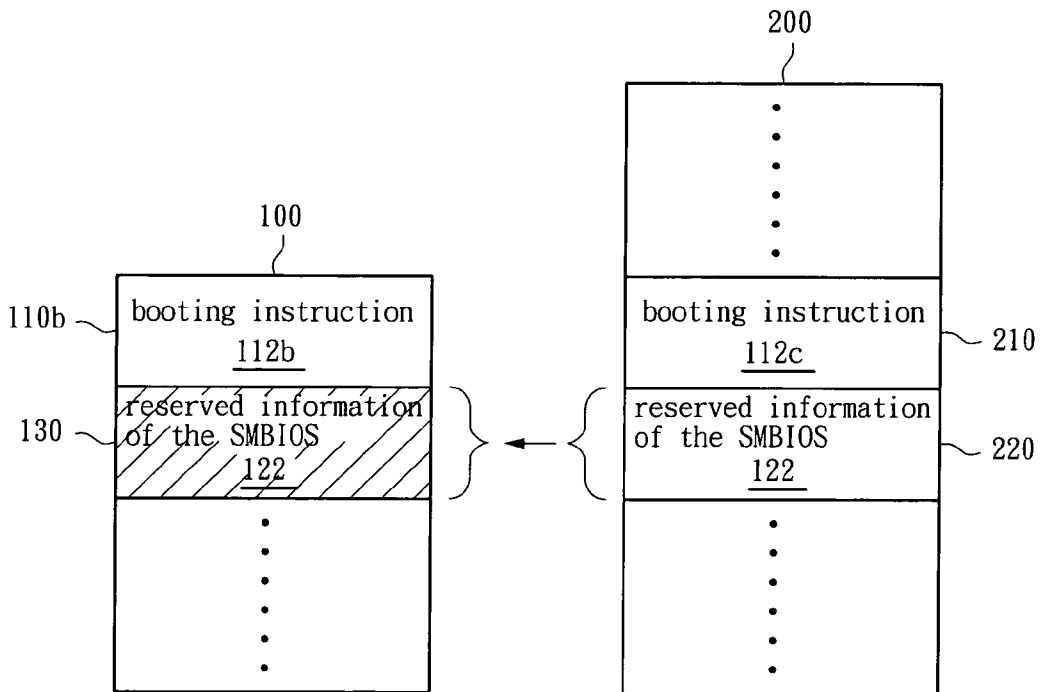 200
100
110b
booting instruction
112b
booting instruction
112c
210
130
reserved information
of the SMBIOS
122
reserved information
of the SMBIOS
122
220